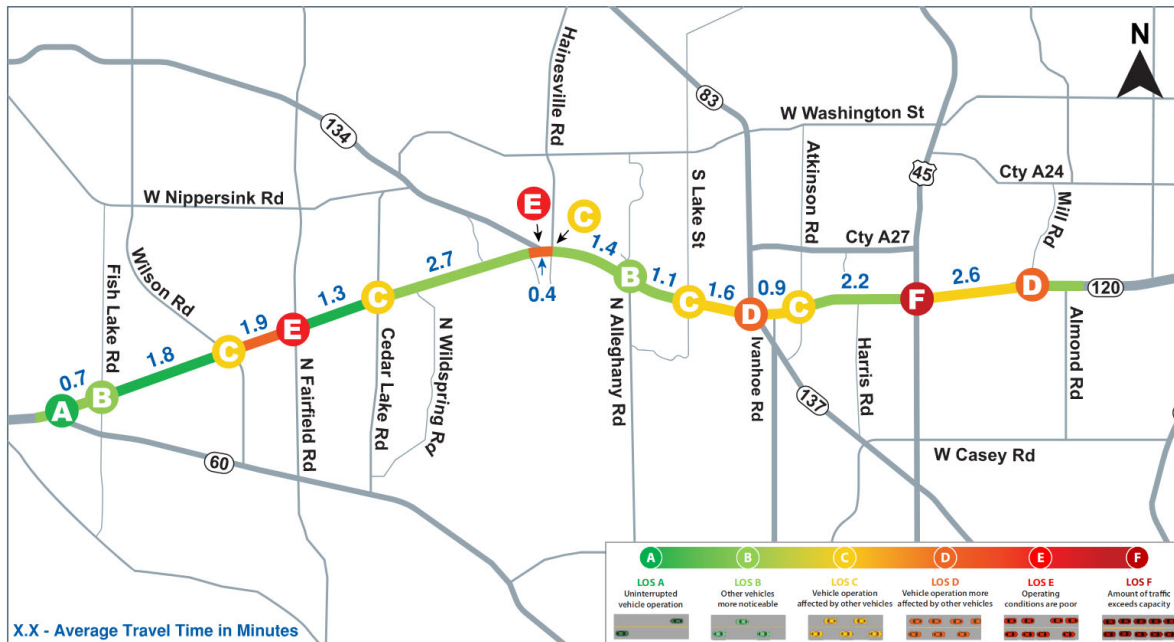 N
Hainesville Rd
83
W Washington St
134
Atkinson Rd
45
Cty A24
S Lake St
Mill Rd
W Nippersink Rd
E
C
Cty A27
Wilson Rd
2.7
1.4
Fish Lake Rd
B
1.1
1.6
0.9
2.2
2.6
D
120
0.4
C
1.3
C
D
C
F
1.9
E
1.8
C
0.7
A
B
N Fairfield Rd
Cedar Lake Rd
N Wildspring Rd
N Alleghany Rd
Ivanhoe Rd
Harris Rd
Almond Rd
137
60
W Casey Rd
A
B
C
D
E
F
LOS A
LOS B
LOS C
LOS D
LOS E
LOS F
Uninterrupted
vehicle operation
Other vehicles
more noticeable
Vehicle operation
affected by other vehicles
Vehicle operation more
affected by other vehicles
Operating
conditions are poor
Amount of traffic
exceeds capacity
X.X - Average Travel Time in Minutes